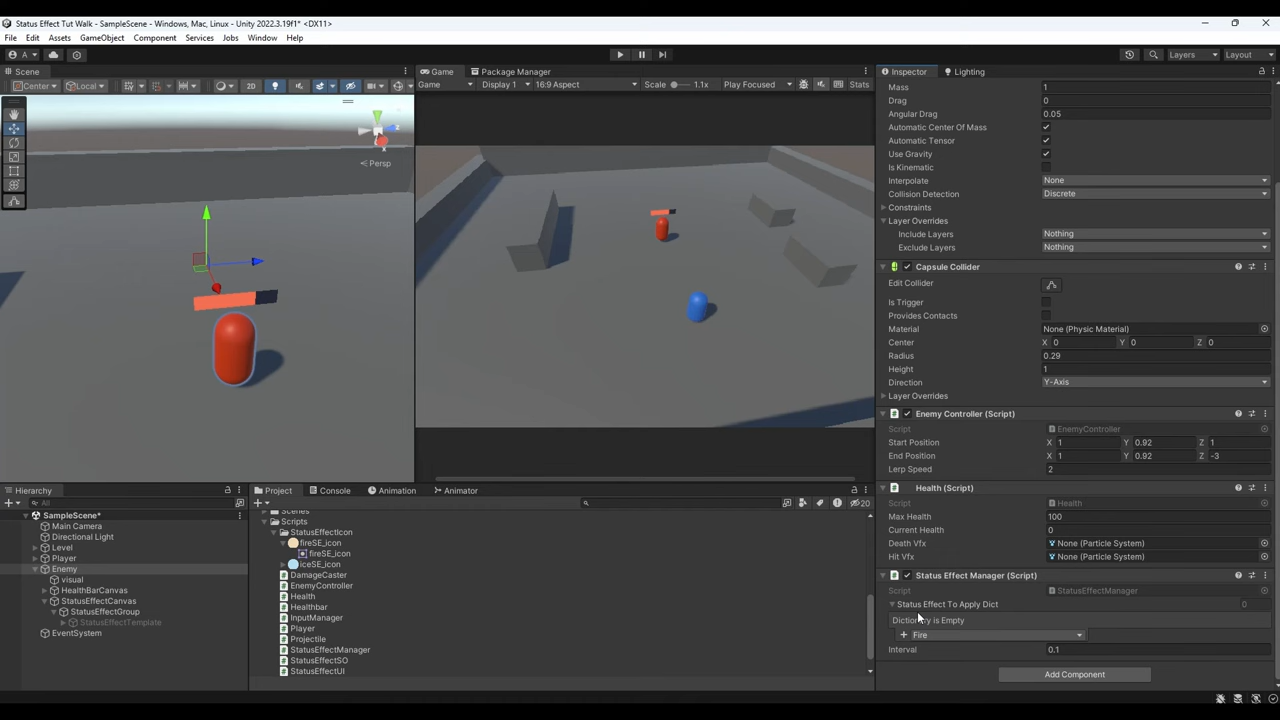 Status Effect Tut Walk - SampleScene - Windows, Mac, Linux - Unity 2022.3.19f1* <DX11>
File Edit Assets GameObject Component Services Jobs Window Help
A Layers Layout
Scene
Center Local 2D
Persp
Game Package Manager
Game Display 1 16:9 Aspect Scale 1.1x Play Focused Stats
Inspector Lighting
Mass 1
Drag 0
Angular Drag 0.05
Automatic Center Of Mass
Automatic Tensor
Use Gravity
Is Kinematic
Interpolate None
Collision Detection Discrete
Constraints
Layer Overrides
Include Layers Nothing
Exclude Layers Nothing
Capsule Collider
Edit Collider
Is Trigger
Provides Contacts
Material None (Physic Material)
Center X 0 Y 0 Z 0
Radius 0.29
Height 1
Direction Y-Axis
Layer Overrides
Enemy Controller (Script)
Script EnemyController
Start Position X 1 Y 0.92 Z 1
End Position X 1 Y 0.92 Z -3
Lerp Speed 2
Health (Script)
Script Health
Max Health 100
Current Health 0
Death Vfx None (Particle System)
Hit Vfx None (Particle System)
Status Effect Manager (Script)
Script StatusEffectManager
Status Effect To Apply Dict 0
Dictionary is Empty
+ Fire
Interval 0.1
Add Component
Hierarchy
+ All
SampleScene*
Main Camera
Directional Light
Level
Player
Enemy
visual
HealthBarCanvas
StatusEffectCanvas
StatusEffectGroup
StatusEffectTemplate
EventSystem
Project Console Animation Animator
+ 20
Scenes
Scripts
StatusEffectIcon
fireSE_icon
fireSE_icon
iceSE_icon
DamageCaster
EnemyController
Health
Healthbar
InputManager
Player
Projectile
StatusEffectManager
StatusEffectSO
StatusEffectUI